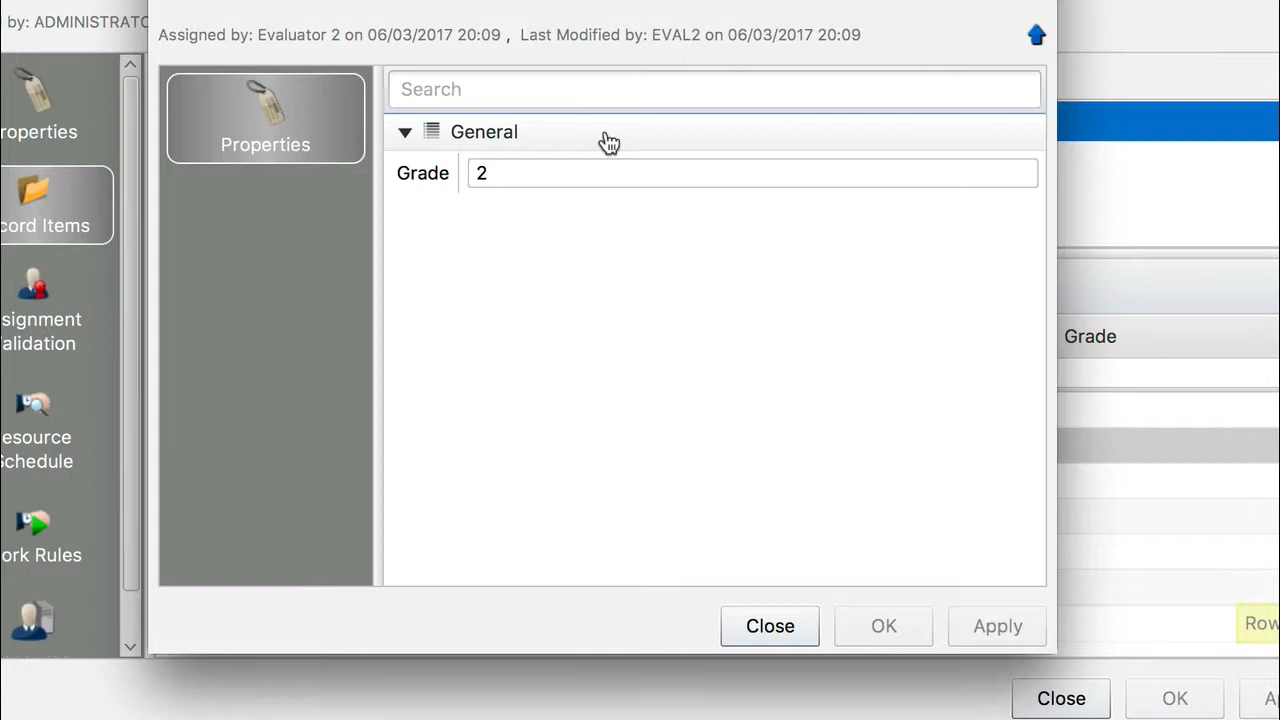 by: ADMINISTRATO
Assigned by: Evaluator 2 on 06/03/2017 20:09 , Last Modified by: EVAL2 on 06/03/2017 20:09
roperties
cord Items
signment
alidation
esource
Schedule
ork Rules
Properties
Search
General
Grade
2
Close
OK
Apply
Grade
Row
Close
OK
A